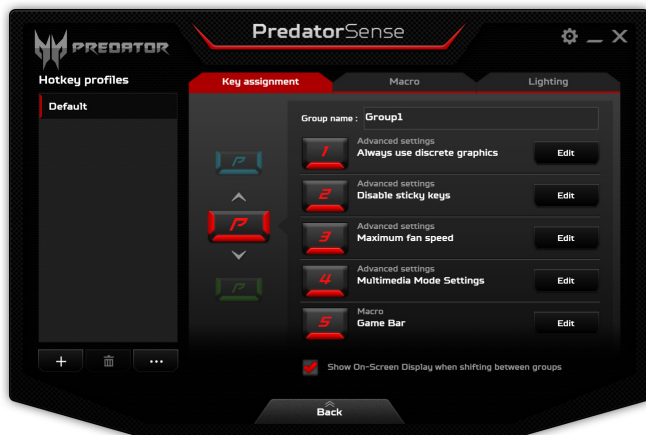 PREDATOR
PredatorSense
Hotkey profiles
Default
Key assignment
Macro
Lighting
Group name :
Group1
P
P
P
1
Advanced settings
Always use discrete graphics
Edit
2
Advanced settings
Disable sticky keys
Edit
3
Advanced settings
Maximum fan speed
Edit
4
Advanced settings
Multimedia Mode Settings
Edit
5
Macro
Game Bar
Edit
Show On-Screen Display when shifting between groups
Back